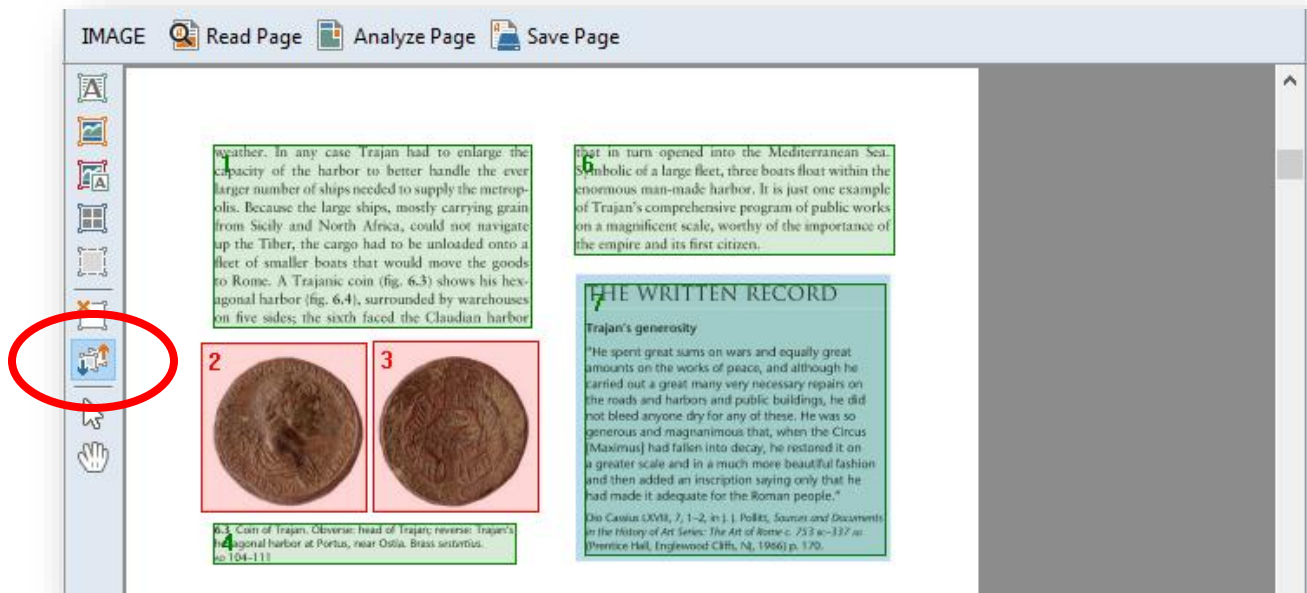 IMAGE Read Page Analyze Page Save Page
1
weather. In any case Trajan had to enlarge the
capacity of the harbor to better handle the ever
larger number of ships needed to supply the metrop-
olis. Because the large ships, mostly carrying grain
from Sicily and North Africa, could not navigate
up the Tiber, the cargo had to be unloaded onto a
fleet of smaller boats that would move the goods
to Rome. A Trajanic coin (fig. 6.3) shows his hex-
agonal harbor (fig. 6.4), surrounded by warehouses
on five sides; the sixth faced the Claudian harbor
2
3
4
6.3 Coin of Trajan. Obverse: head of Trajan; reverse: Trajan's
hexagonal harbor at Portus, near Ostia. Brass sestertius.
AD 104–111
6
that in turn opened into the Mediterranean Sea.
Symbolic of a large fleet, three boats float within the
enormous man-made harbor. It is just one example
of Trajan's comprehensive program of public works
on a magnificent scale, worthy of the importance of
the empire and its first citizen.
7
THE WRITTEN RECORD
Trajan's generosity
"He spent great sums on wars and equally great
amounts on the works of peace, and although he
carried out a great many very necessary repairs on
the roads and harbors and public buildings, he did
not bleed anyone dry for any of these. He was so
generous and magnanimous that, when the Circus
[Maximus] had fallen into decay, he restored it on
a greater scale and in a much more beautiful fashion
and then added an inscription saying only that he
had made it adequate for the Roman people."
Dio Cassius LXVIII, 7, 1–2, in J. J. Pollitt, Sources and Documents
in the History of Art Series: The Art of Rome c. 753 BC–337 AD
(Prentice Hall, Englewood Cliffs, NJ, 1966) p. 170.